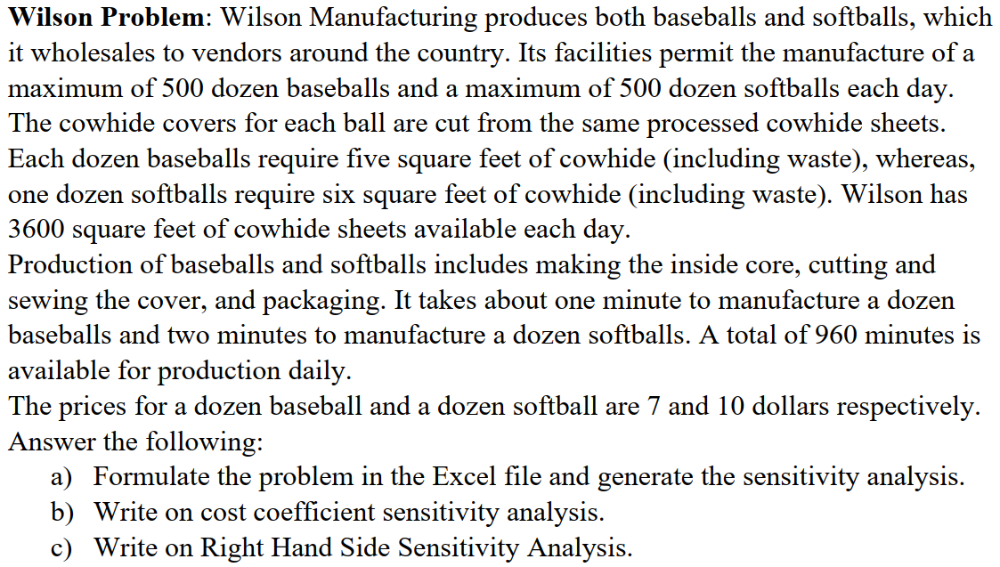 Wilson Problem: Wilson Manufacturing produces both baseballs and softballs, which
it wholesales to vendors around the country. Its facilities permit the manufacture of a
maximum of 500 dozen baseballs and a maximum of 500 dozen softballs each day.
The cowhide covers for each ball are cut from the same processed cowhide sheets.
Each dozen baseballs require five square feet of cowhide (including waste), whereas,
one dozen softballs require six square feet of cowhide (including waste). Wilson has
3600 square feet of cowhide sheets available each day.
Production of baseballs and softballs includes making the inside core, cutting and
sewing the cover, and packaging. It takes about one minute to manufacture a dozen
baseballs and two minutes to manufacture a dozen softballs. A total of 960 minutes is
available for production daily.
The prices for a dozen baseball and a dozen softball are 7 and 10 dollars respectively.
Answer the following:
a) Formulate the problem in the Excel file and generate the sensitivity analysis.
b) Write on cost coefficient sensitivity analysis.
c) Write on Right Hand Side Sensitivity Analysis.